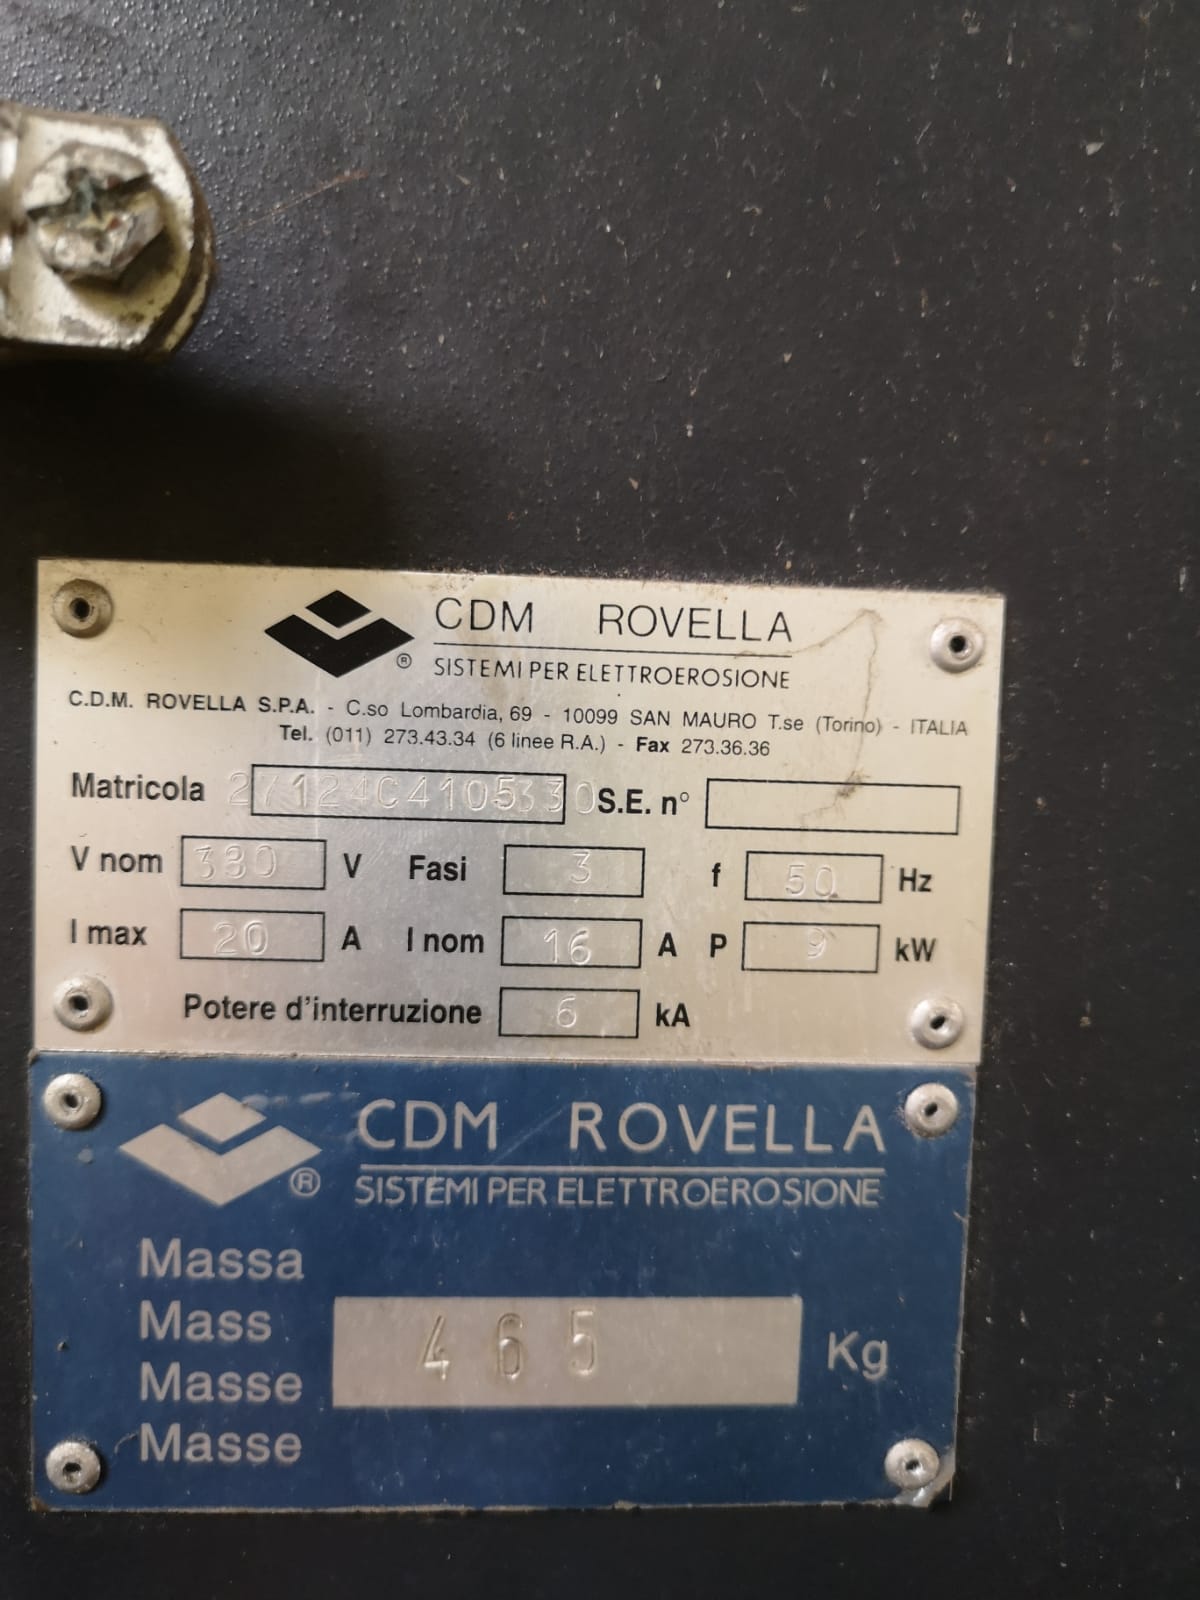 CDM ROVELLA
® SISTEMI PER ELETTROEROSIONE
C.D.M. ROVELLA S.P.A. - C.so Lombardia, 69 - 10099 SAN MAURO T.se (Torino) - ITALIA
Tel. (011) 273.43.34 (6 linee R.A.) - Fax 273.36.36
Matricola S.E. n°
V nom 380 V Fasi 3 f 50 Hz
I max 20 A I nom 16 A P 9 kW
Potere d'interruzione 6 kA
CDM ROVELLA
® SISTEMI PER ELETTROEROSIONE
Massa
Mass
Masse
Masse
465 Kg